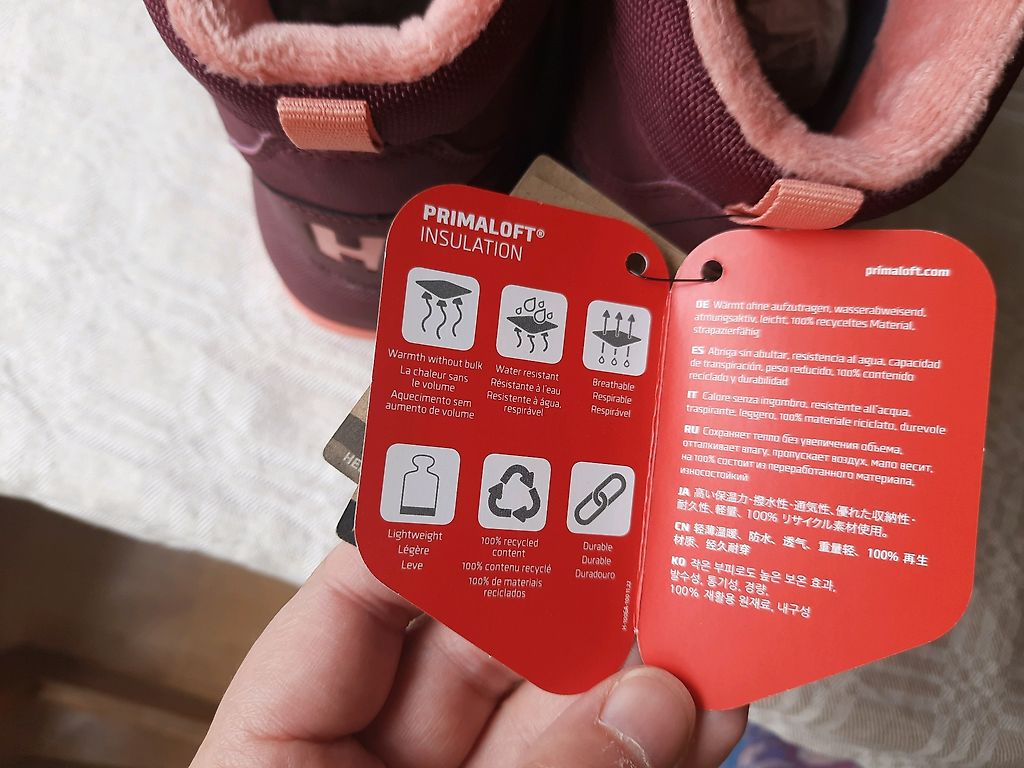 H
PRIMALOFT®
INSULATION
Warmth without bulk
La chaleur sans
le volume
Aquecimento sem
aumento de volume
Water resistant
Résistante à l'eau
Resistente à água,
respirável
Breathable
Respirable
Respirável
Lightweight
Légère
Leve
100% recycled
content
100% contenu recyclé
100% de materiais
reciclados
Durable
Durable
Duradouro
primaloft.com
DE Wärmt ohne aufzutragen, wasserabweisend,
atmungsaktiv, leicht, 100% recyceltes Material,
strapazierfähig
ES Abriga sin abultar, resistencia al agua, capacidad
de transpiración, peso reducido, 100% contenido
reciclado y durabilidad
IT Calore senza ingombro, resistente all'acqua,
traspirante, leggero, 100% materiale riciclato, durevole
RU Сохраняет тепло без увеличения объема,
отталкивает влагу, пропускает воздух, мало весит,
на 100% состоит из переработанного материала,
износостойкий
JA 高い保温力·撥水性·通気性、優れた収納性·
耐久性、軽量、100% リサイクル素材使用。
CN 轻薄温暖、防水、透气、重量轻、100% 再生
材质、经久耐穿
KO 작은 부피로도 높은 보온 효과,
발수성, 통기성, 경량,
100% 재활용 원재료, 내구성
HE